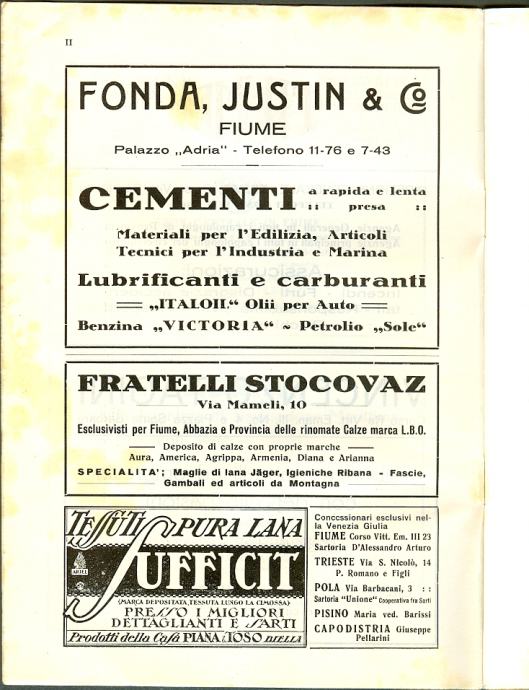 II
FONDA, JUSTIN & Co
FIUME
Palazzo „Adria" - Telefono 11-76 e 7-43
CEMENTI a rapida e lenta
:: presa ::
Materiali per l'Edilizia, Articoli
Tecnici per l'Industria e Marina
Lubrificanti e carburanti
„ITALOIL" Olii per Auto
Benzina „VICTORIA" ~ Petrolio „Sole"
FRATELLI STOCOVAZ
Via Mameli, 10
Esclusivisti per Fiume, Abbazia e Provincia delle rinomate Calze marca L.B.O.
Deposito di calze con proprie marche
Aura, America, Agrippa, Armenia, Diana e Arianna
SPECIALITA'; Maglie di lana Jäger, Igieniche Ribana - Fascie,
Gambali ed articoli da Montagna
TESSUTI PURA LANA
SUFFICIT
(MARCA DEPOSITATA, TESSUTA LUNGO LA CIMOSSA)
PRESSO I MIGLIORI
DETTAGLIANTI E SARTI
Prodotti della Casa PIANA & TOSO BIELLA
Concessionari esclusivi nel-
la Venezia Giulia
FIUME Corso Vitt. Em. III 23
Sartoria D'Alessandro Arturo
TRIESTE Via S. Nicolò, 14
P. Romano e Figli
POLA Via Barbacani, 3 ::
Sartoria "Unione" Cooperativa fra Sarti
PISINO Maria ved. Barissi
CAPODISTRIA Giuseppe
Pellarini